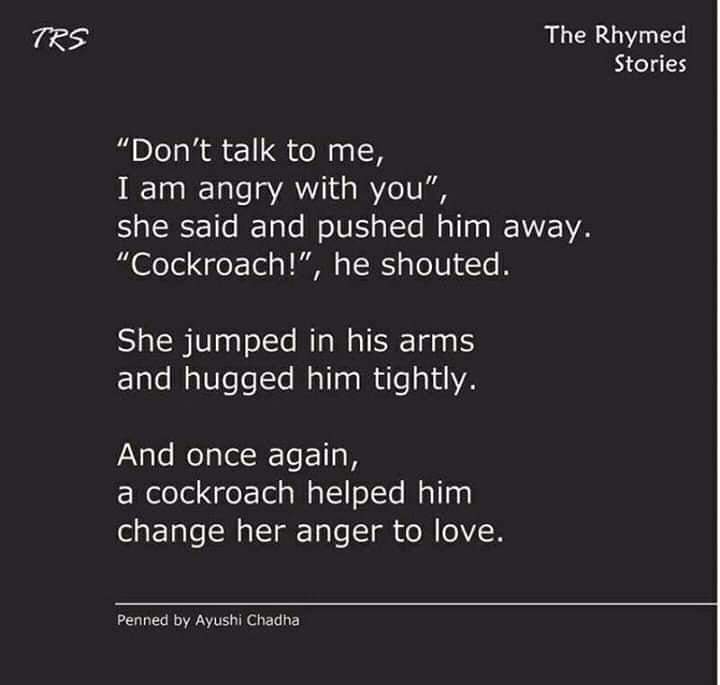 TRS
The Rhymed
Stories
“Don’t talk to me,
I am angry with you”,
she said and pushed him away.
“Cockroach!”, he shouted.
She jumped in his arms
and hugged him tightly.
And once again,
a cockroach helped him
change her anger to love.
Penned by Ayushi Chadha